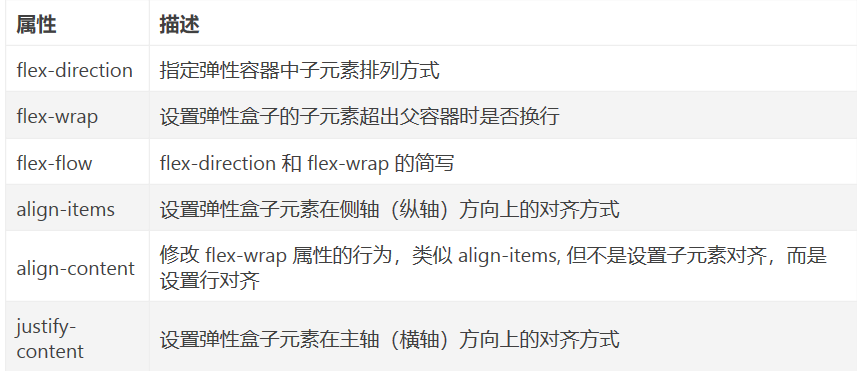 属性 描述
flex-direction 指定弹性容器中子元素排列方式
flex-wrap 设置弹性盒子的子元素超出父容器时是否换行
flex-flow flex-direction 和 flex-wrap 的简写
align-items 设置弹性盒子元素在侧轴（纵轴）方向上的对齐方式
align-content 修改 flex-wrap 属性的行为，类似 align-items, 但不是设置子元素对齐，而是
设置行对齐
justify-
content 设置弹性盒子元素在主轴（横轴）方向上的对齐方式